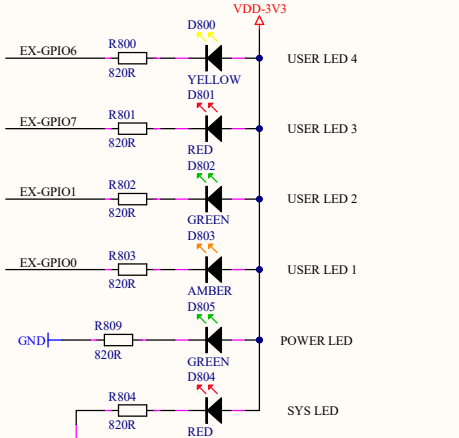 VDD-3V3
D800
R800
EX-GPIO6
USER LED 4
820R
YELLOW
D801
R801
EX-GPIO7
USER LED 3
820R
RED
D802
R802
EX-GPIO1
USER LED 2
820R
GREEN
D803
R803
EX-GPIO0
USER LED 1
820R
AMBER
D805
R809
GND
POWER LED
820R
GREEN
D804
R804
SYS LED
820R
RED